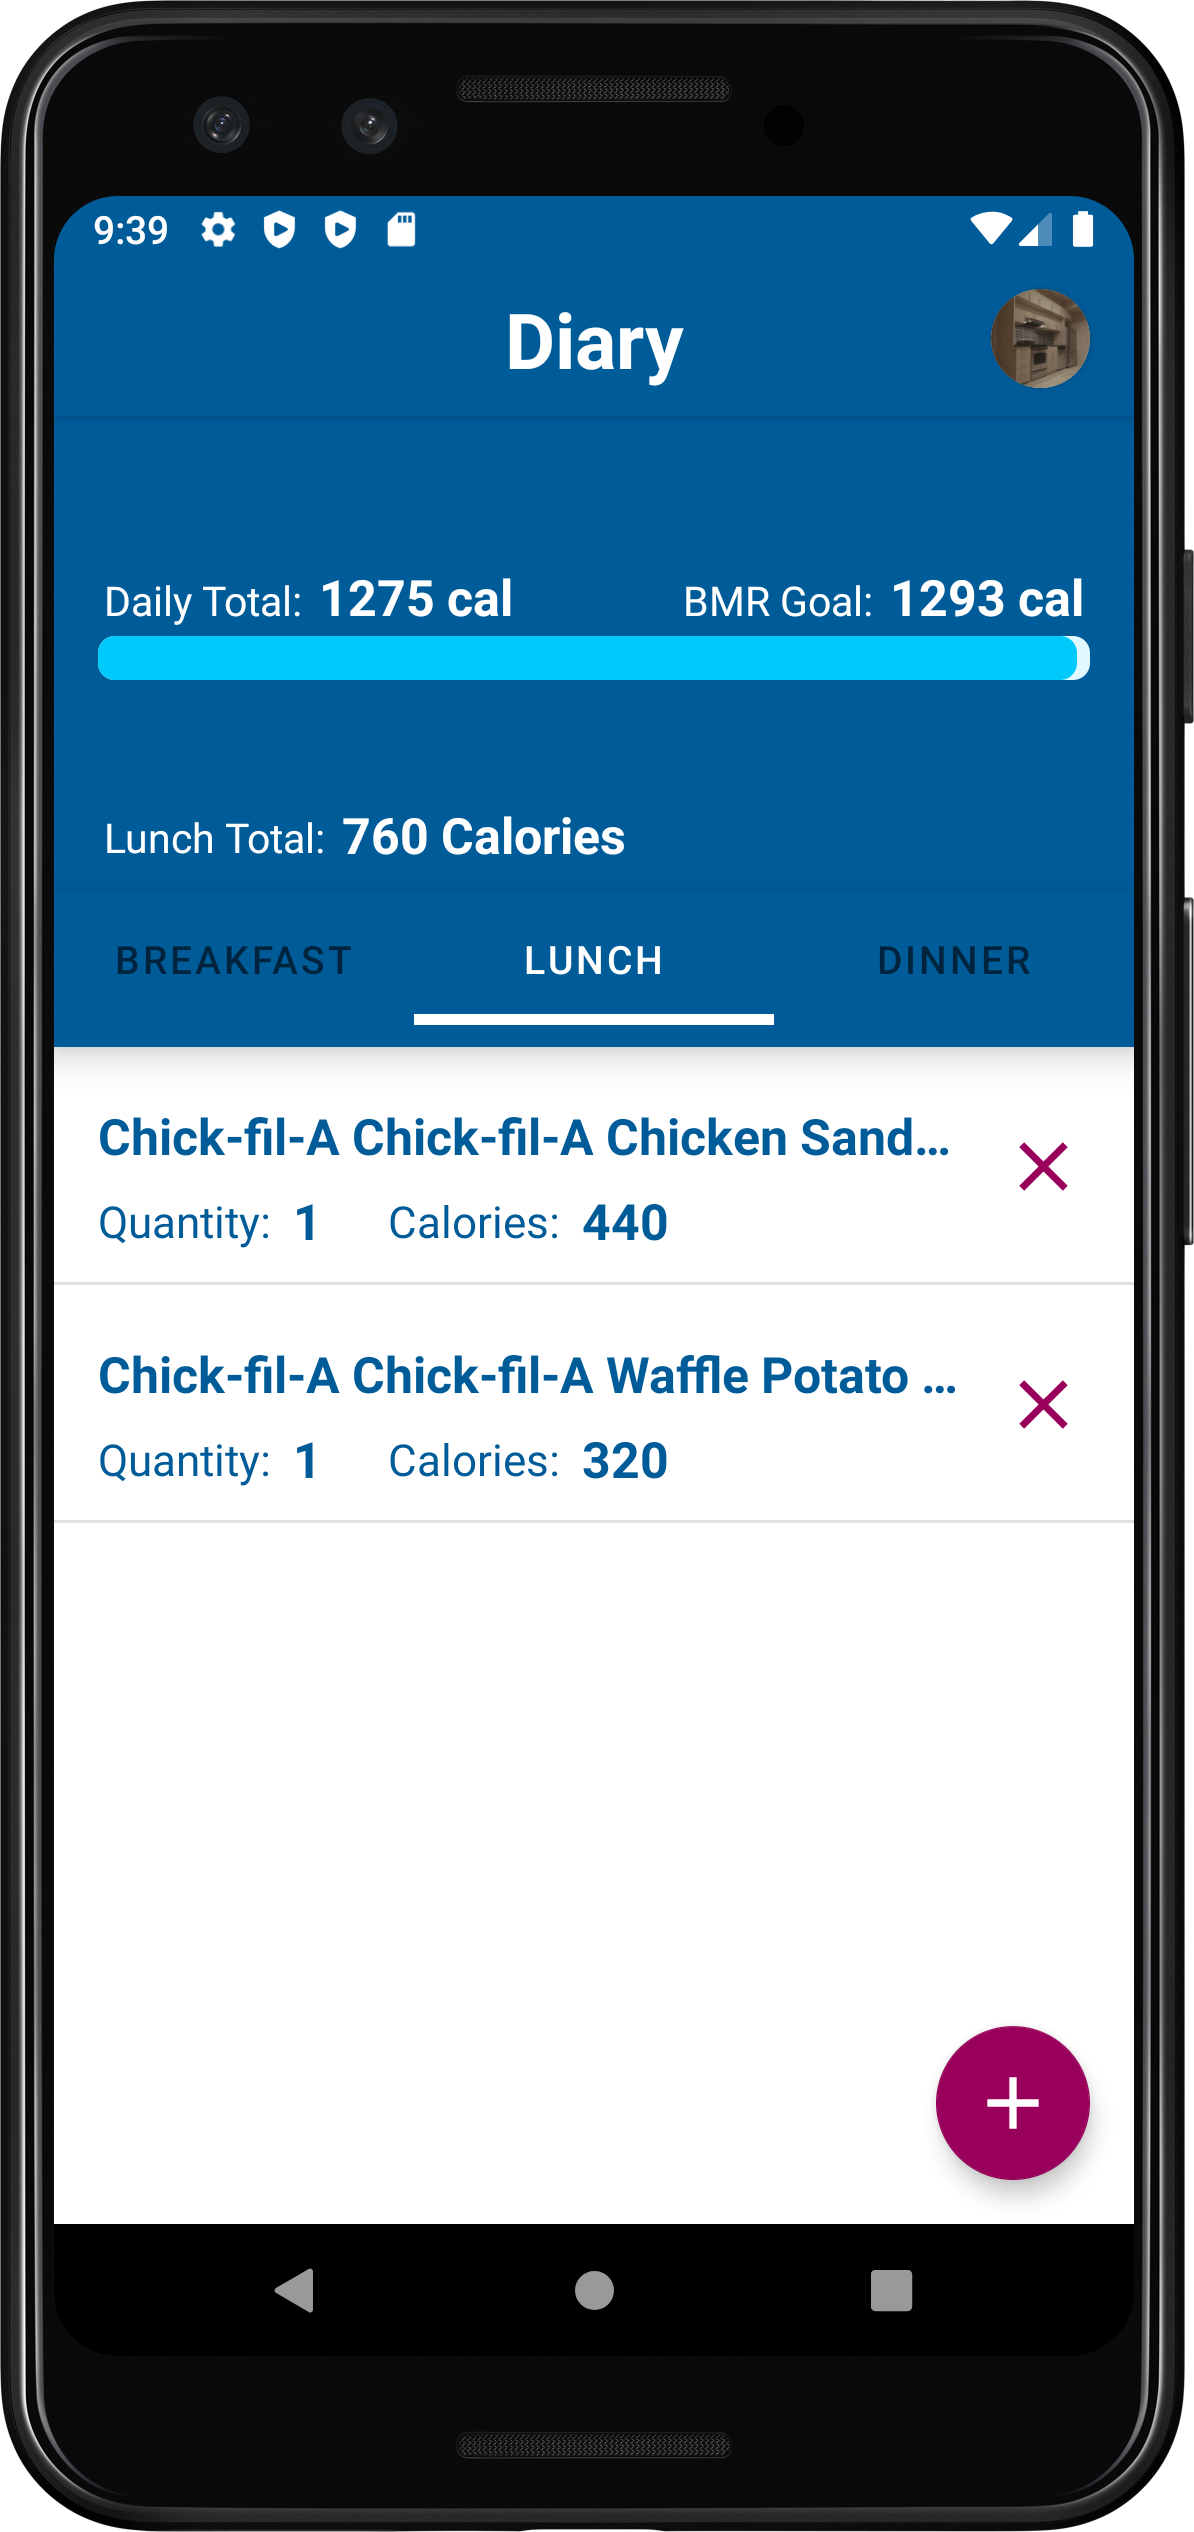 9:39
Diary
Daily Total: 1275 cal BMR Goal: 1293 cal
Lunch Total: 760 Calories
BREAKFAST LUNCH DINNER
Chick-fil-A Chick-fil-A Chicken Sand...
Quantity: 1 Calories: 440
Chick-fil-A Chick-fil-A Waffle Potato ...
Quantity: 1 Calories: 320